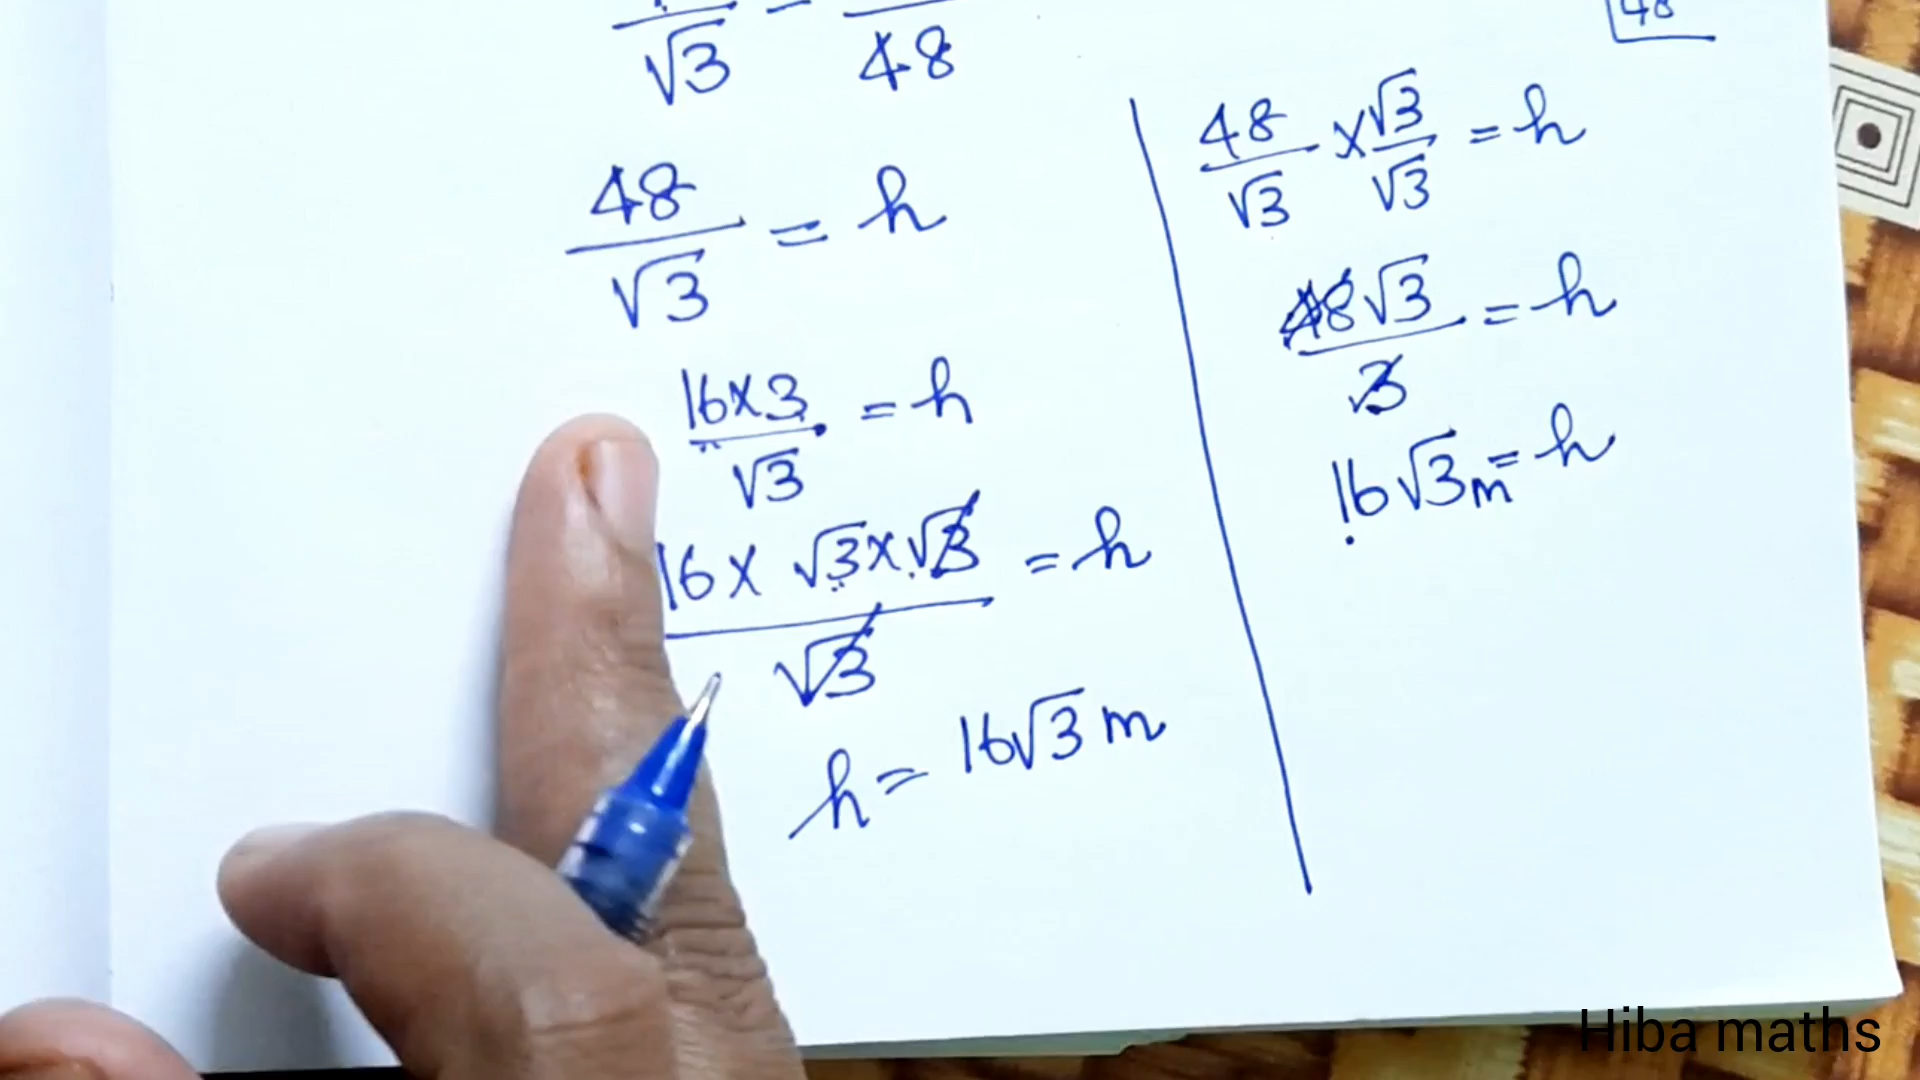 √3 = 48
48/√3 = h
16×3/√3 = h
16× √3×√3/√3 = h
h = 16√3 m
48
48/√3 × √3/√3 = h
48√3/3 = h
16√3m = h
Hiba maths